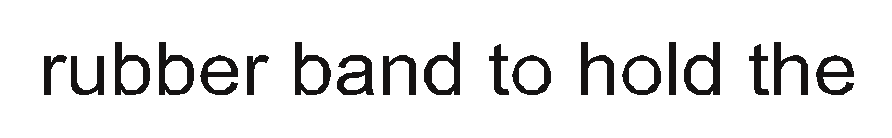 rubber band to hold the